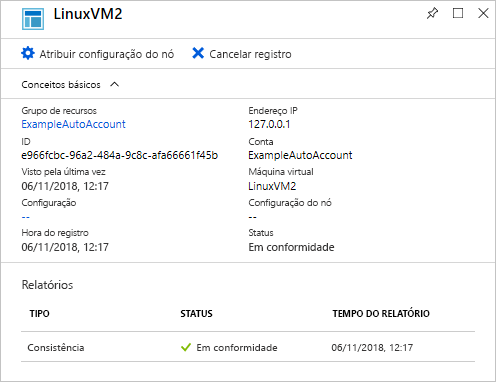 LinuxVM2
Atribuir configuração do nó Cancelar registro
Conceitos básicos
Grupo de recursos Endereço IP
ExampleAutoAccount 127.0.0.1
ID Conta
e966fcbc-96a2-484a-9c8c-afa66661f45b ExampleAutoAccount
Visto pela última vez Máquina virtual
06/11/2018, 12:17 LinuxVM2
Configuração Configuração do nó
-- --
Hora do registro Status
06/11/2018, 12:17 Em conformidade
Relatórios
TIPO STATUS TEMPO DO RELATÓRIO
Consistência Em conformidade 06/11/2018, 12:17